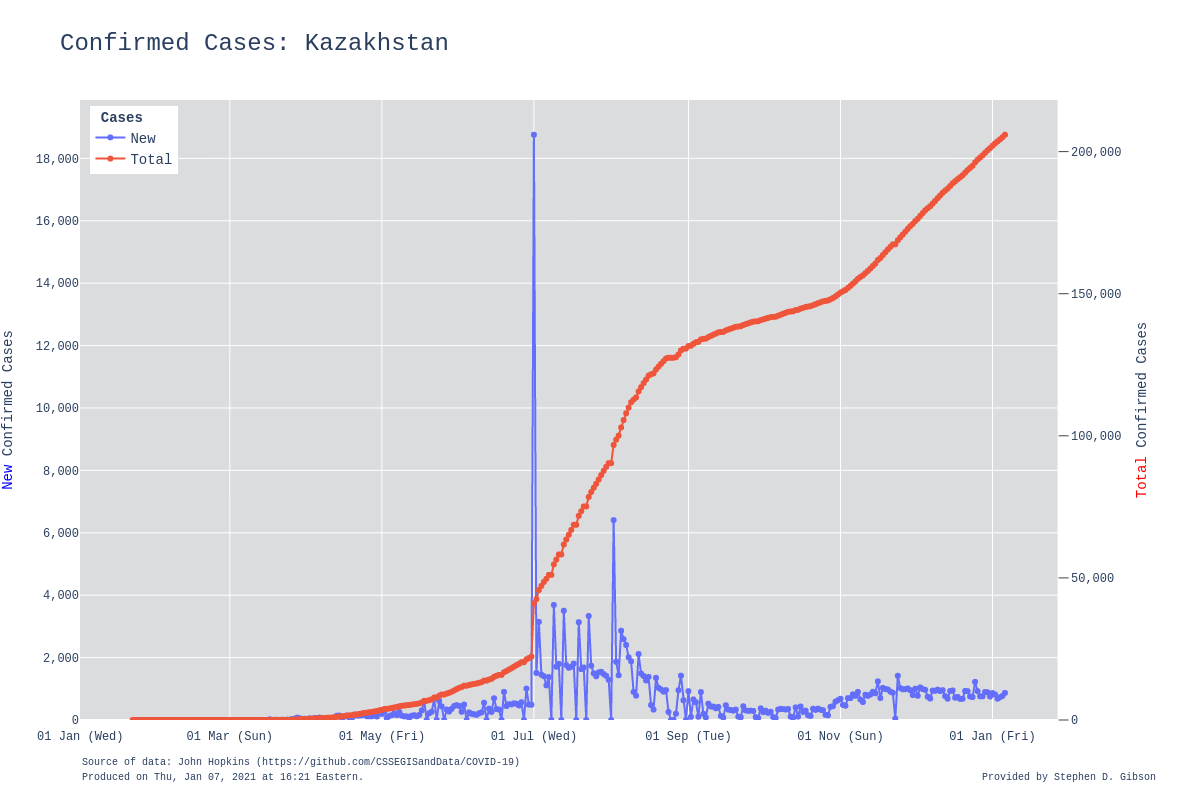 Confirmed Cases: Kazakhstan
Cases
New
Total
18,000
16,000
14,000
12,000
10,000
8,000
6,000
4,000
2,000
0
New Confirmed Cases
200,000
150,000
100,000
50,000
0
Total Confirmed Cases
01 Jan (Wed) 01 Mar (Sun) 01 May (Fri) 01 Jul (Wed) 01 Sep (Tue) 01 Nov (Sun) 01 Jan (Fri)
Source of data: John Hopkins (https://github.com/CSSEGISandData/COVID-19)
Produced on Thu, Jan 07, 2021 at 16:21 Eastern.
Provided by Stephen D. Gibson